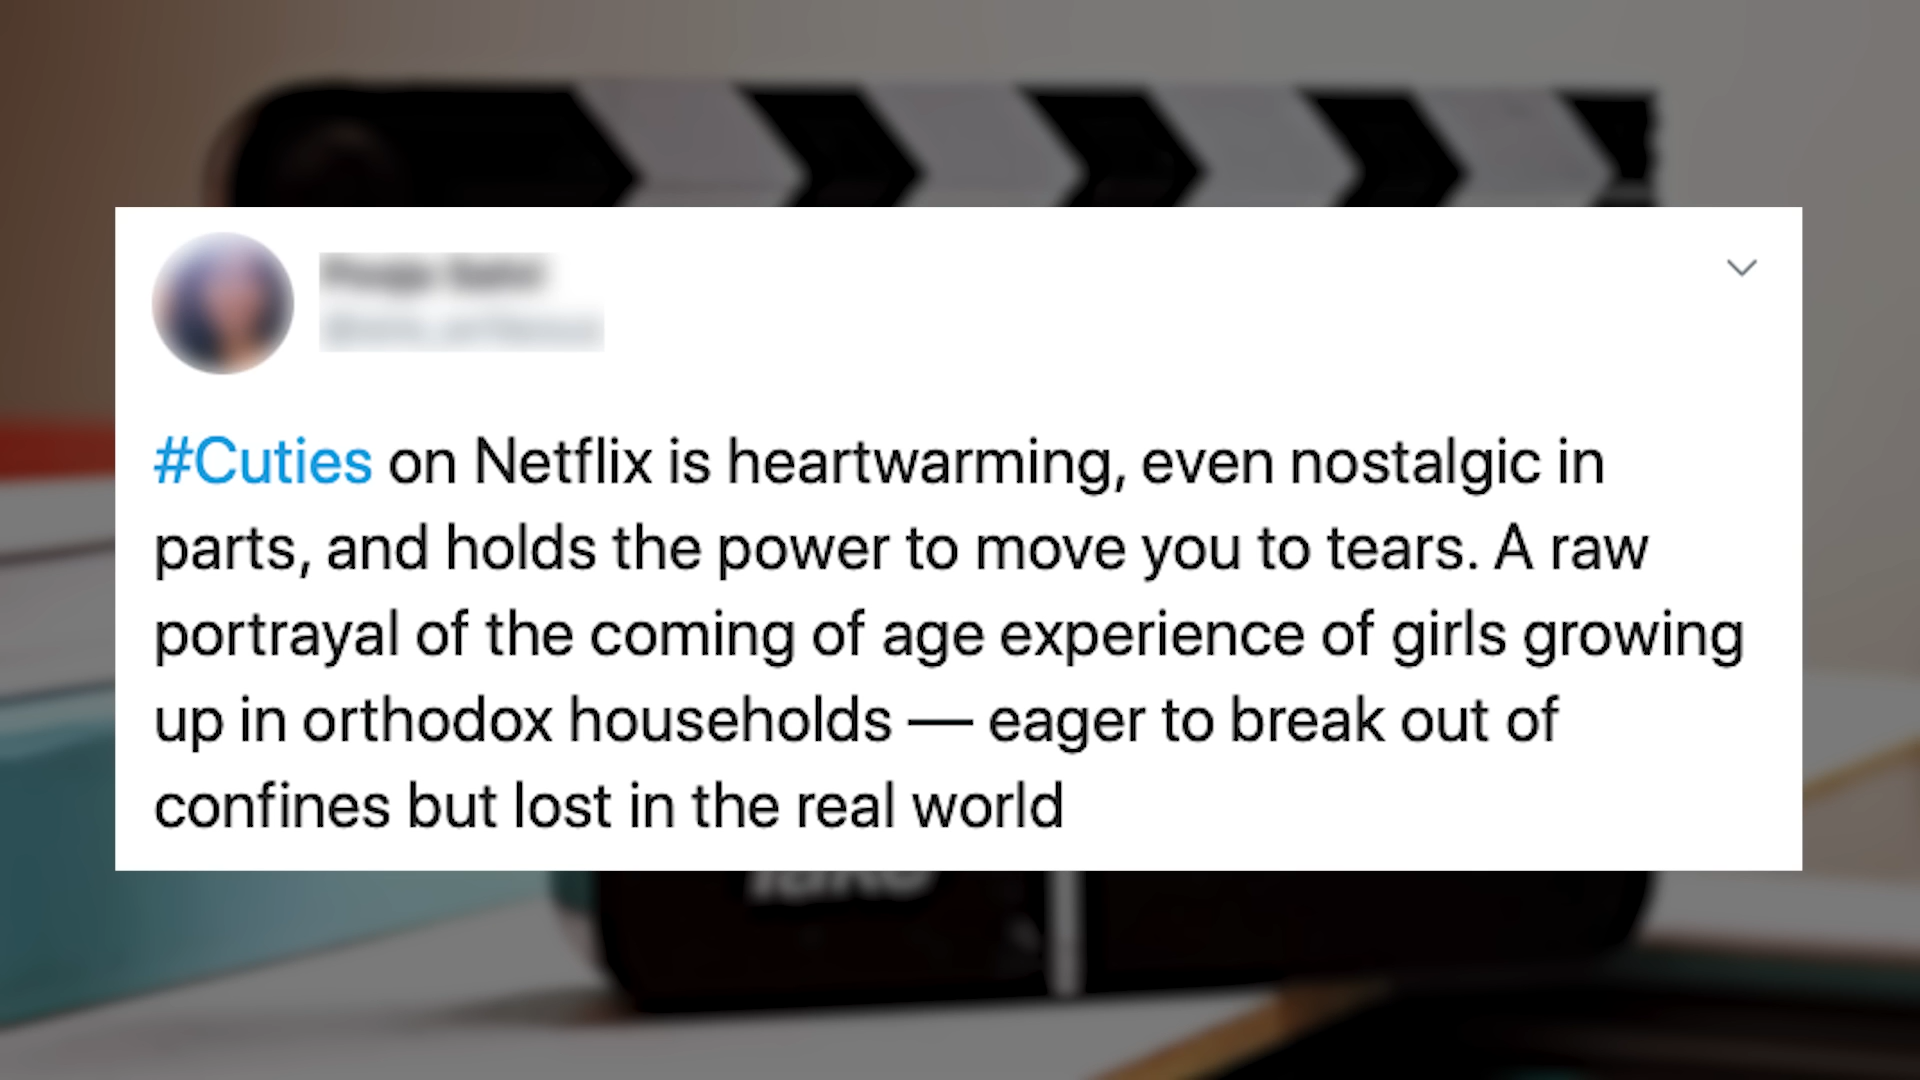 #Cuties on Netflix is heartwarming, even nostalgic in
parts, and holds the power to move you to tears. A raw
portrayal of the coming of age experience of girls growing
up in orthodox households — eager to break out of
confines but lost in the real world